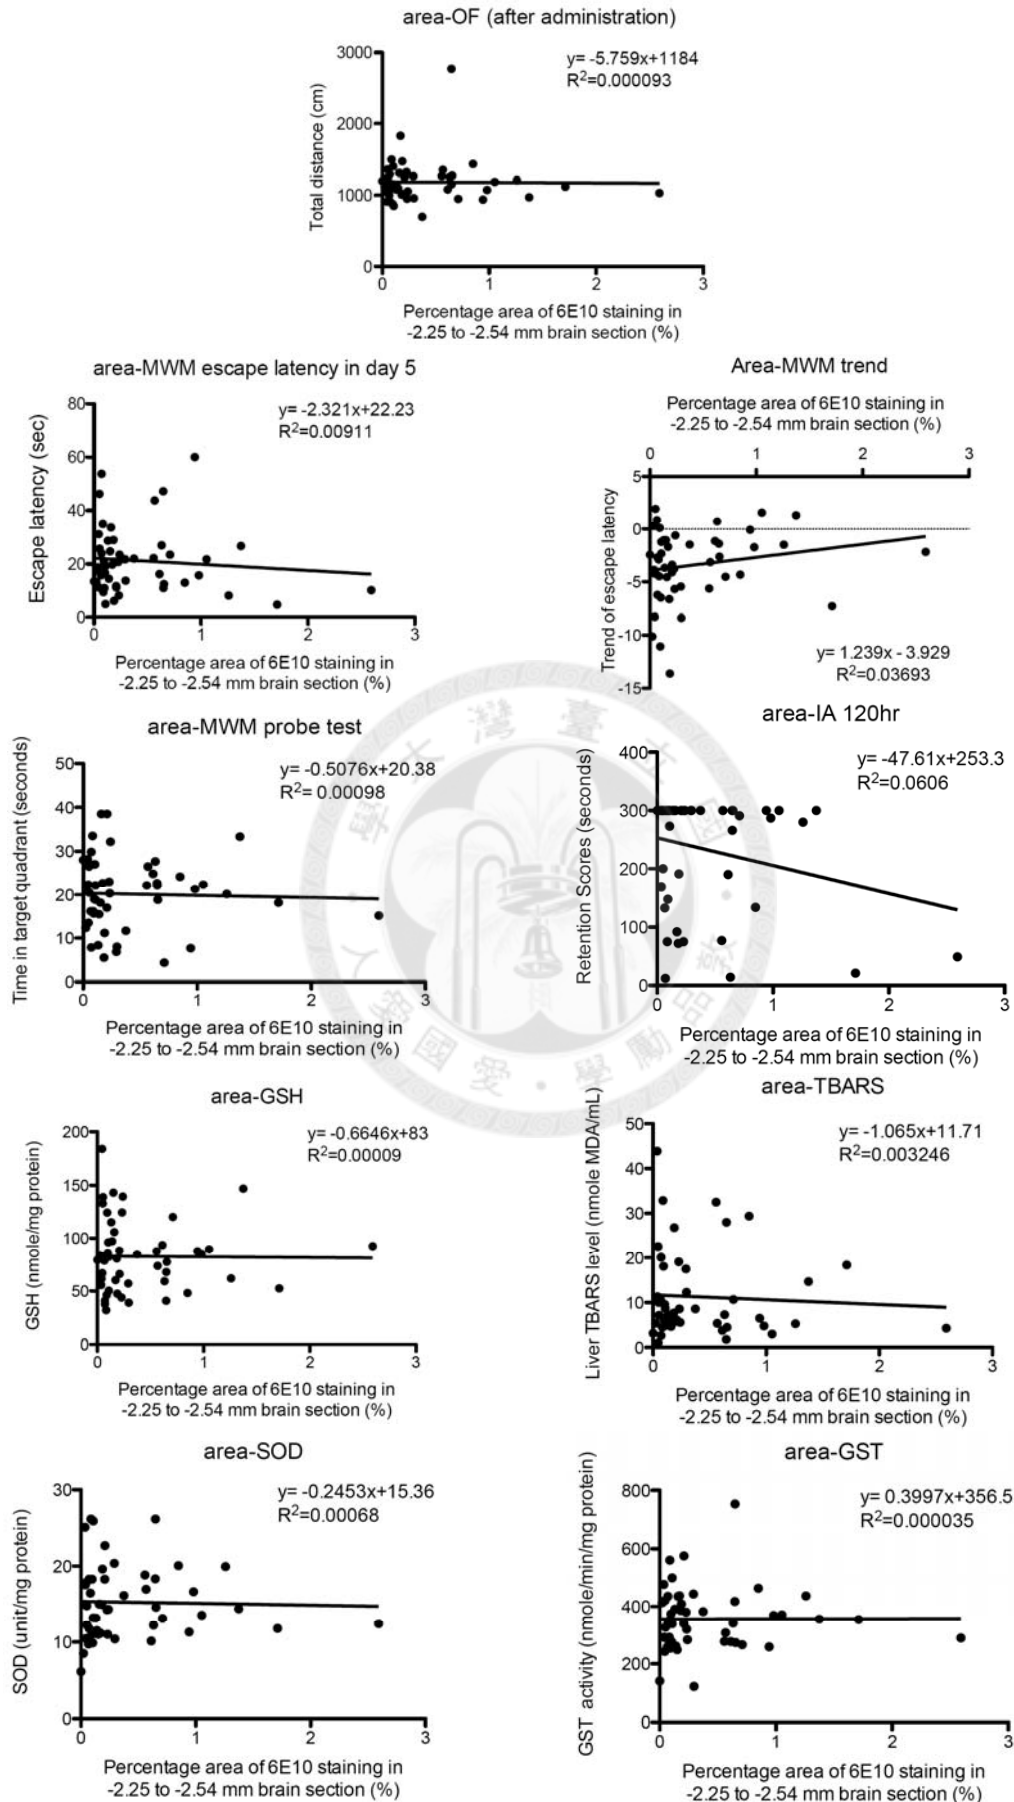 area-OF (after administration)
y= -5.759x+1184
R²=0.000093
Total distance (cm)
3000
2000
1000
0
0 1 2 3
Percentage area of 6E10 staining in
-2.25 to -2.54 mm brain section (%)
area-MWM escape latency in day 5
y= -2.321x+22.23
R²=0.00911
Escape latency (sec)
80
60
40
20
0
0 1 2 3
Percentage area of 6E10 staining in
-2.25 to -2.54 mm brain section (%)
Area-MWM trend
Percentage area of 6E10 staining in
-2.25 to -2.54 mm brain section (%)
0 1 2 3
Trend of escape latency
5
0
-5
-10
-15
y= 1.239x - 3.929
R²=0.03693
area-MWM probe test
y= -0.5076x+20.38
R²= 0.00098
Time in target quadrant (seconds)
50
40
30
20
10
0
0 1 2 3
Percentage area of 6E10 staining in
-2.25 to -2.54 mm brain section (%)
area-IA 120hr
y= -47.61x+253.3
R²=0.0606
Retention Scores (seconds)
400
300
200
100
0
0 1 2 3
Percentage area of 6E10 staining in
-2.25 to -2.54 mm brain section (%)
area-GSH
y= -0.6646x+83
R²=0.00009
GSH (nmole/mg protein)
200
150
100
50
0
0 1 2 3
Percentage area of 6E10 staining in
-2.25 to -2.54 mm brain section (%)
area-TBARS
y= -1.065x+11.71
R²=0.003246
Liver TBARS level (nmole MDA/mL)
50
40
30
20
10
0
0 1 2 3
Percentage area of 6E10 staining in
-2.25 to -2.54 mm brain section (%)
area-SOD
y= -0.2453x+15.36
R²=0.00068
SOD (unit/mg protein)
30
20
10
0
0 1 2 3
Percentage area of 6E10 staining in
-2.25 to -2.54 mm brain section (%)
area-GST
y= 0.3997x+356.5
R²=0.000035
GST activity (nmole/min/mg protein)
800
600
400
200
0
0 1 2 3
Percentage area of 6E10 staining in
-2.25 to -2.54 mm brain section (%)
學大灣臺立國
人愛國愛·學勵品敦